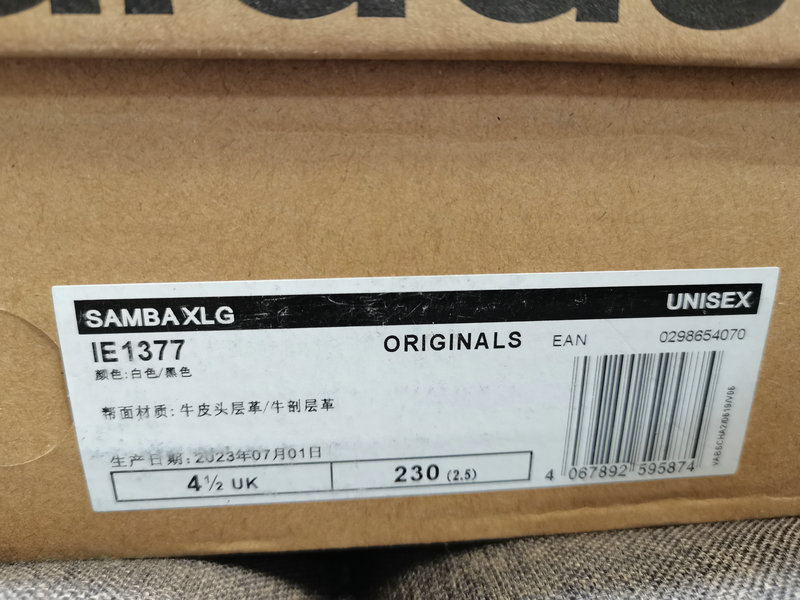 SAMBA XLG UNISEX
IE1377 ORIGINALS EAN 0298654070
颜色:白色/黑色
帮面材质: 牛皮头层革/牛剖层革
生产日期: 2023年07月01日
4½ UK 230 (2.5)
4 067892 595874